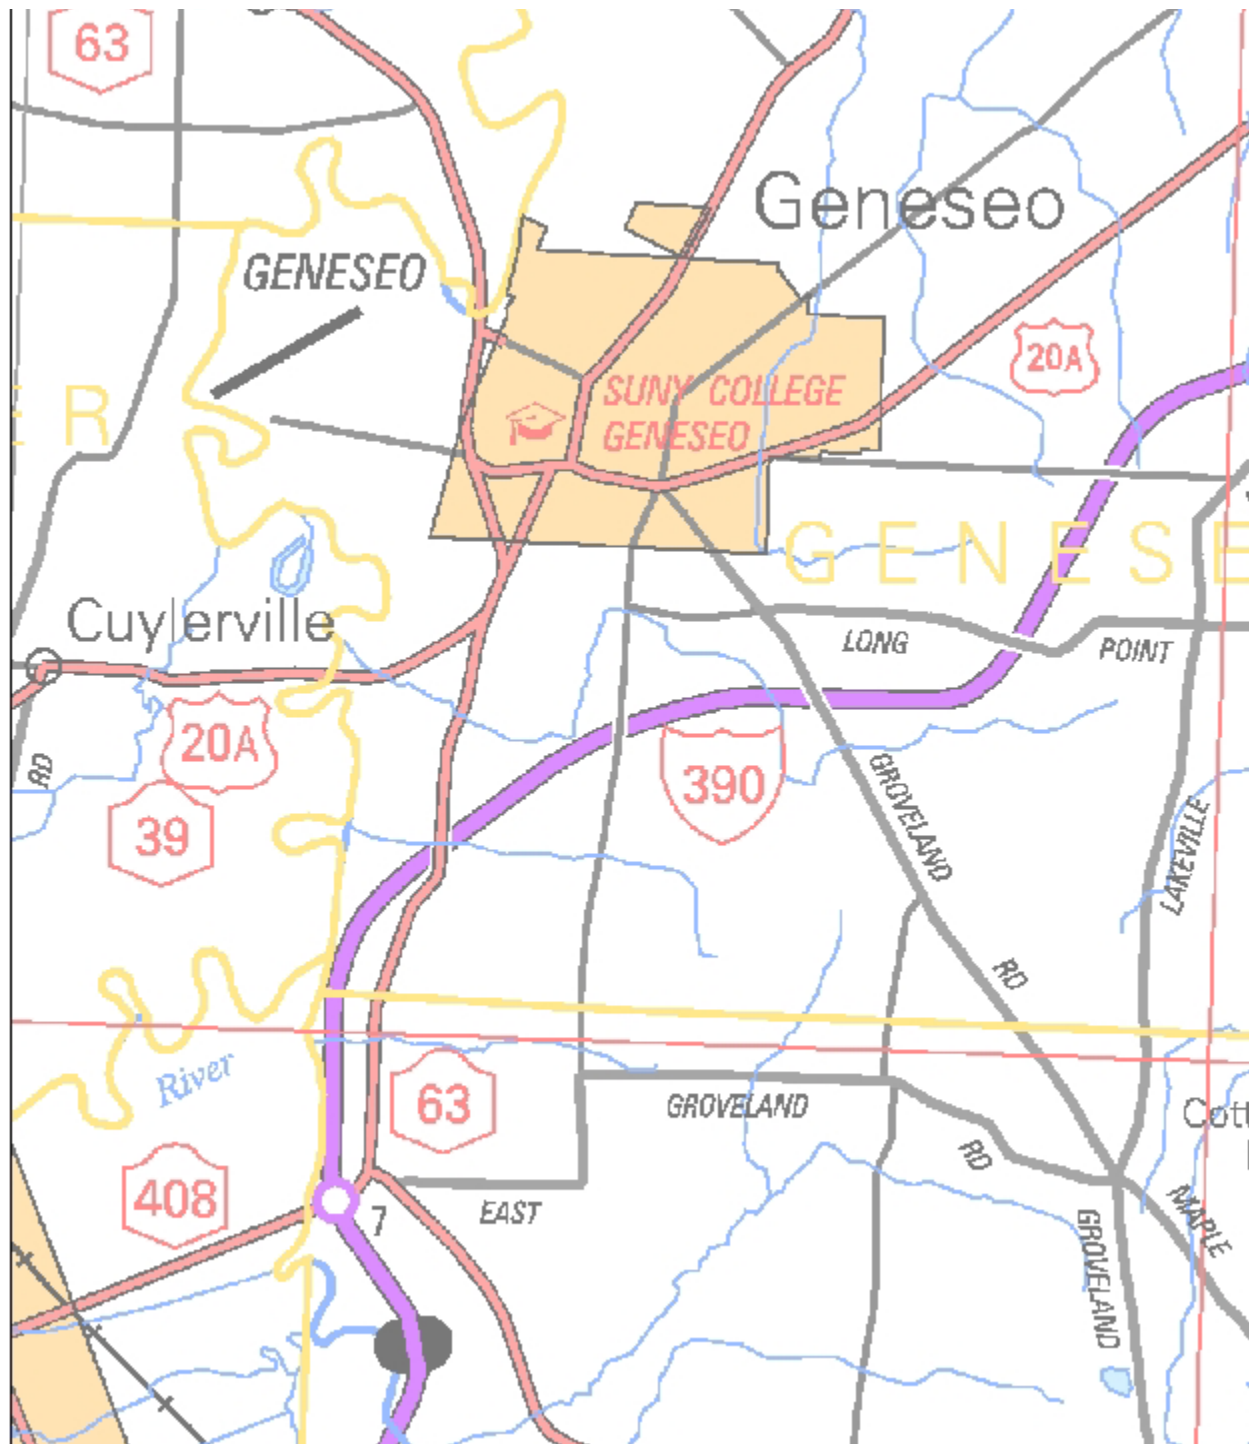 63
Geneseo
GENESEO
20A
SUNY COLLEGE
GENESEO
E R
G E N E S E
Cuylerville
LONG
POINT
20A
RD
390
39
GROVELAND
LAKEVILLE
RD
River
63
GROVELAND
Cott
RD
408
EAST
7
MAPLE
GROVELAND